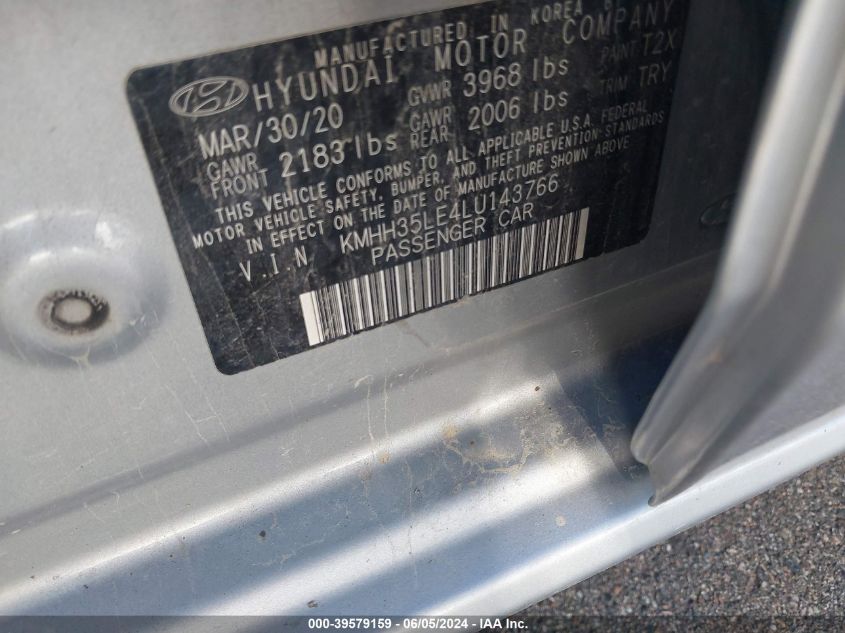 MANUFACTURED IN KOREA BY
HYUNDAI MOTOR COMPANY
MAR/30/20 GVWR 3968 lbs PAINT T2X
GAWR FRONT 2183 lbs GAWR REAR 2006 lbs TRIM TRY
THIS VEHICLE CONFORMS TO ALL APPLICABLE U.S.A. FEDERAL
MOTOR VEHICLE SAFETY, BUMPER, AND THEFT PREVENTION STANDARDS
IN EFFECT ON THE DATE OF MANUFACTURE SHOWN ABOVE
V I N KMHH35LE4LU143766
PASSENGER CAR
000-39579159 - 06/05/2024 - IAA Inc.